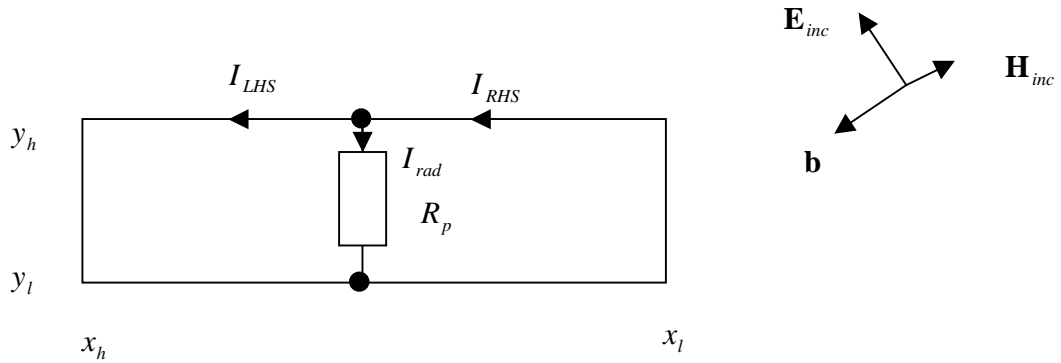 E_inc
H_inc
b
I_LHS
I_RHS
y_h
I_rad
R_p
y_l
x_h
x_l